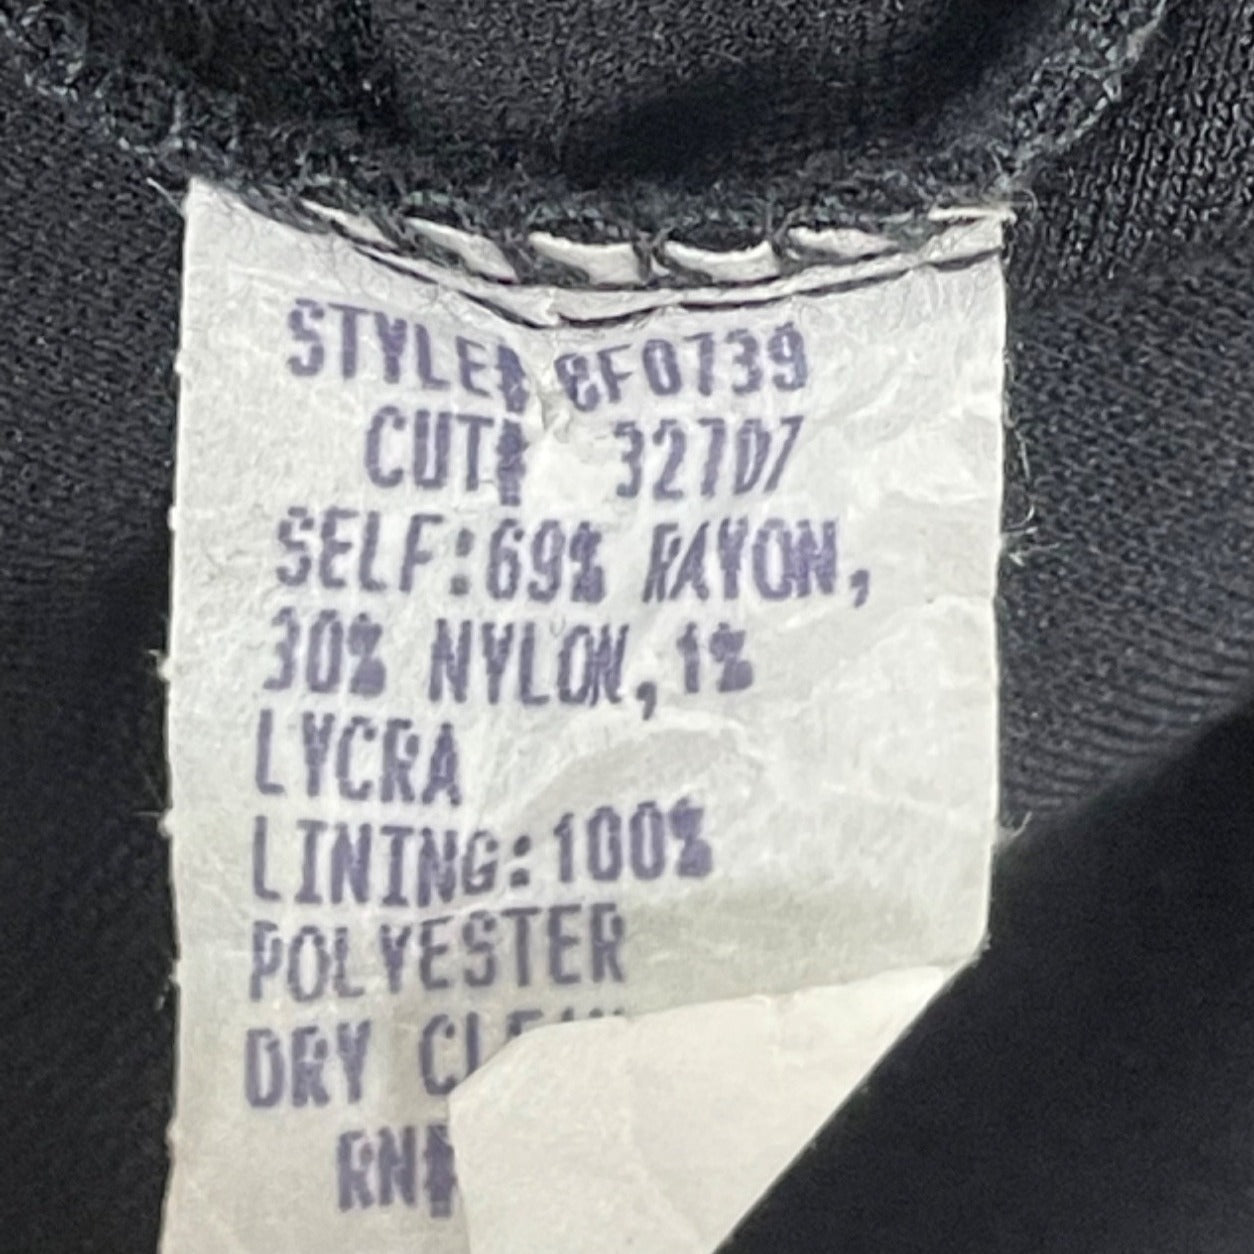 STYLE# CF0739
CUT# 32707
SELF:69% RAYON,
30% NYLON,1%
LYCRA
LINING:100%
POLYESTER
DRY
RN#